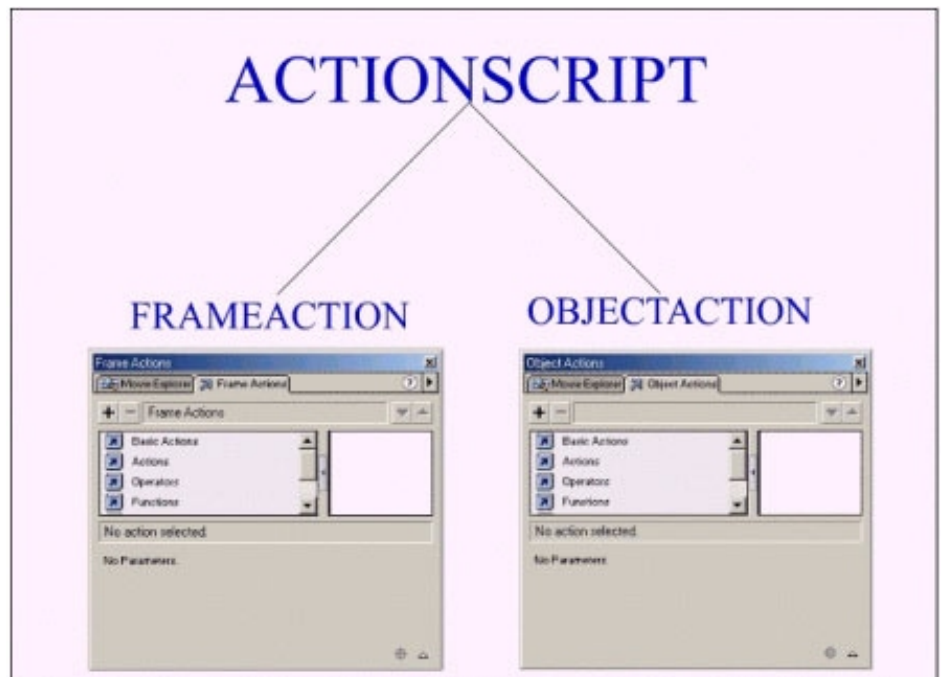 ACTIONSCRIPT
FRAMEACTION
Frame Actions
Movie Explorer Frame Actions ?
+ - Frame Actions
Basic Actions
Actions
Operators
Functions
No action selected.
No Parameters.
OBJECTACTION
Object Actions
Movie Explorer Object Actions ?
+ -
Basic Actions
Actions
Operators
Functions
No action selected.
No Parameters.